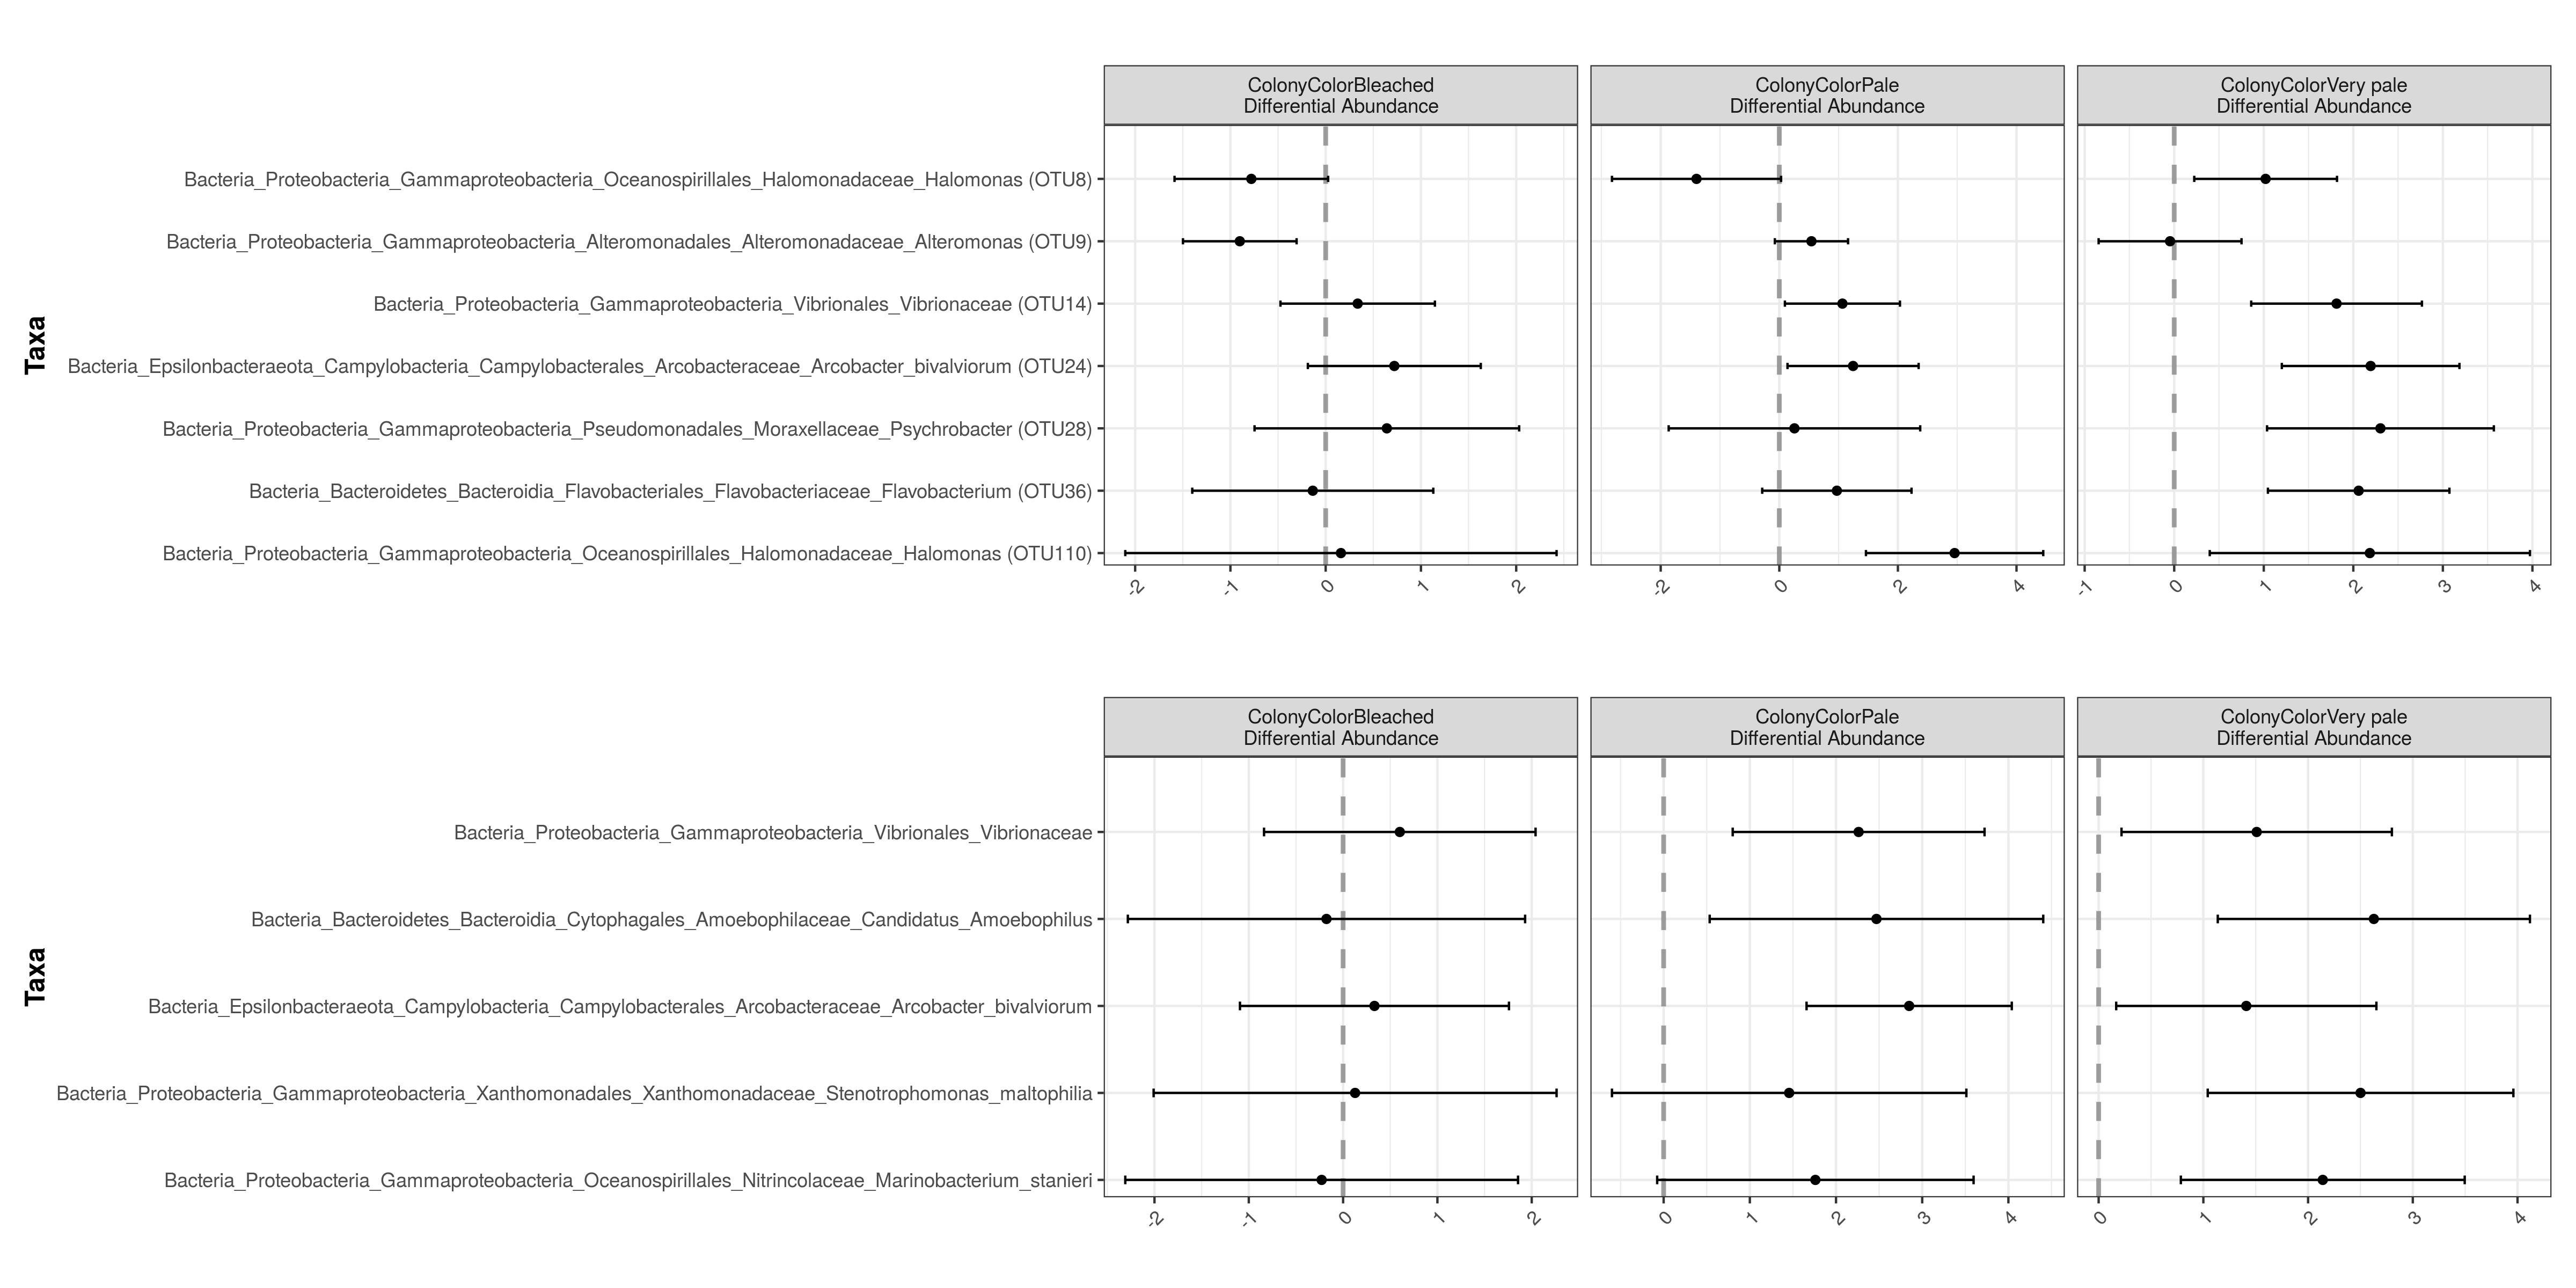 ColonyColorBleached
Differential Abundance
ColonyColorPale
Differential Abundance
ColonyColorVery pale
Differential Abundance
Taxa
Bacteria_Proteobacteria_Gammaproteobacteria_Oceanospirillales_Halomonadaceae_Halomonas (OTU8)
Bacteria_Proteobacteria_Gammaproteobacteria_Alteromonadales_Alteromonadaceae_Alteromonas (OTU9)
Bacteria_Proteobacteria_Gammaproteobacteria_Vibrionales_Vibrionaceae (OTU14)
Bacteria_Epsilonbacteraeota_Campylobacteria_Campylobacterales_Arcobacteraceae_Arcobacter_bivalviorum (OTU24)
Bacteria_Proteobacteria_Gammaproteobacteria_Pseudomonadales_Moraxellaceae_Psychrobacter (OTU28)
Bacteria_Bacteroidetes_Bacteroidia_Flavobacteriales_Flavobacteriaceae_Flavobacterium (OTU36)
Bacteria_Proteobacteria_Gammaproteobacteria_Oceanospirillales_Halomonadaceae_Halomonas (OTU110)
-2 -1 0 1 2
-2 0 2 4
-1 0 1 2 3 4
ColonyColorBleached
Differential Abundance
ColonyColorPale
Differential Abundance
ColonyColorVery pale
Differential Abundance
Taxa
Bacteria_Proteobacteria_Gammaproteobacteria_Vibrionales_Vibrionaceae
Bacteria_Bacteroidetes_Bacteroidia_Cytophagales_Amoebophilaceae_Candidatus_Amoebophilus
Bacteria_Epsilonbacteraeota_Campylobacteria_Campylobacterales_Arcobacteraceae_Arcobacter_bivalviorum
Bacteria_Proteobacteria_Gammaproteobacteria_Xanthomonadales_Xanthomonadaceae_Stenotrophomonas_maltophilia
Bacteria_Proteobacteria_Gammaproteobacteria_Oceanospirillales_Nitrincolaceae_Marinobacterium_stanieri
-2 -1 0 1 2
0 1 2 3 4
0 1 2 3 4